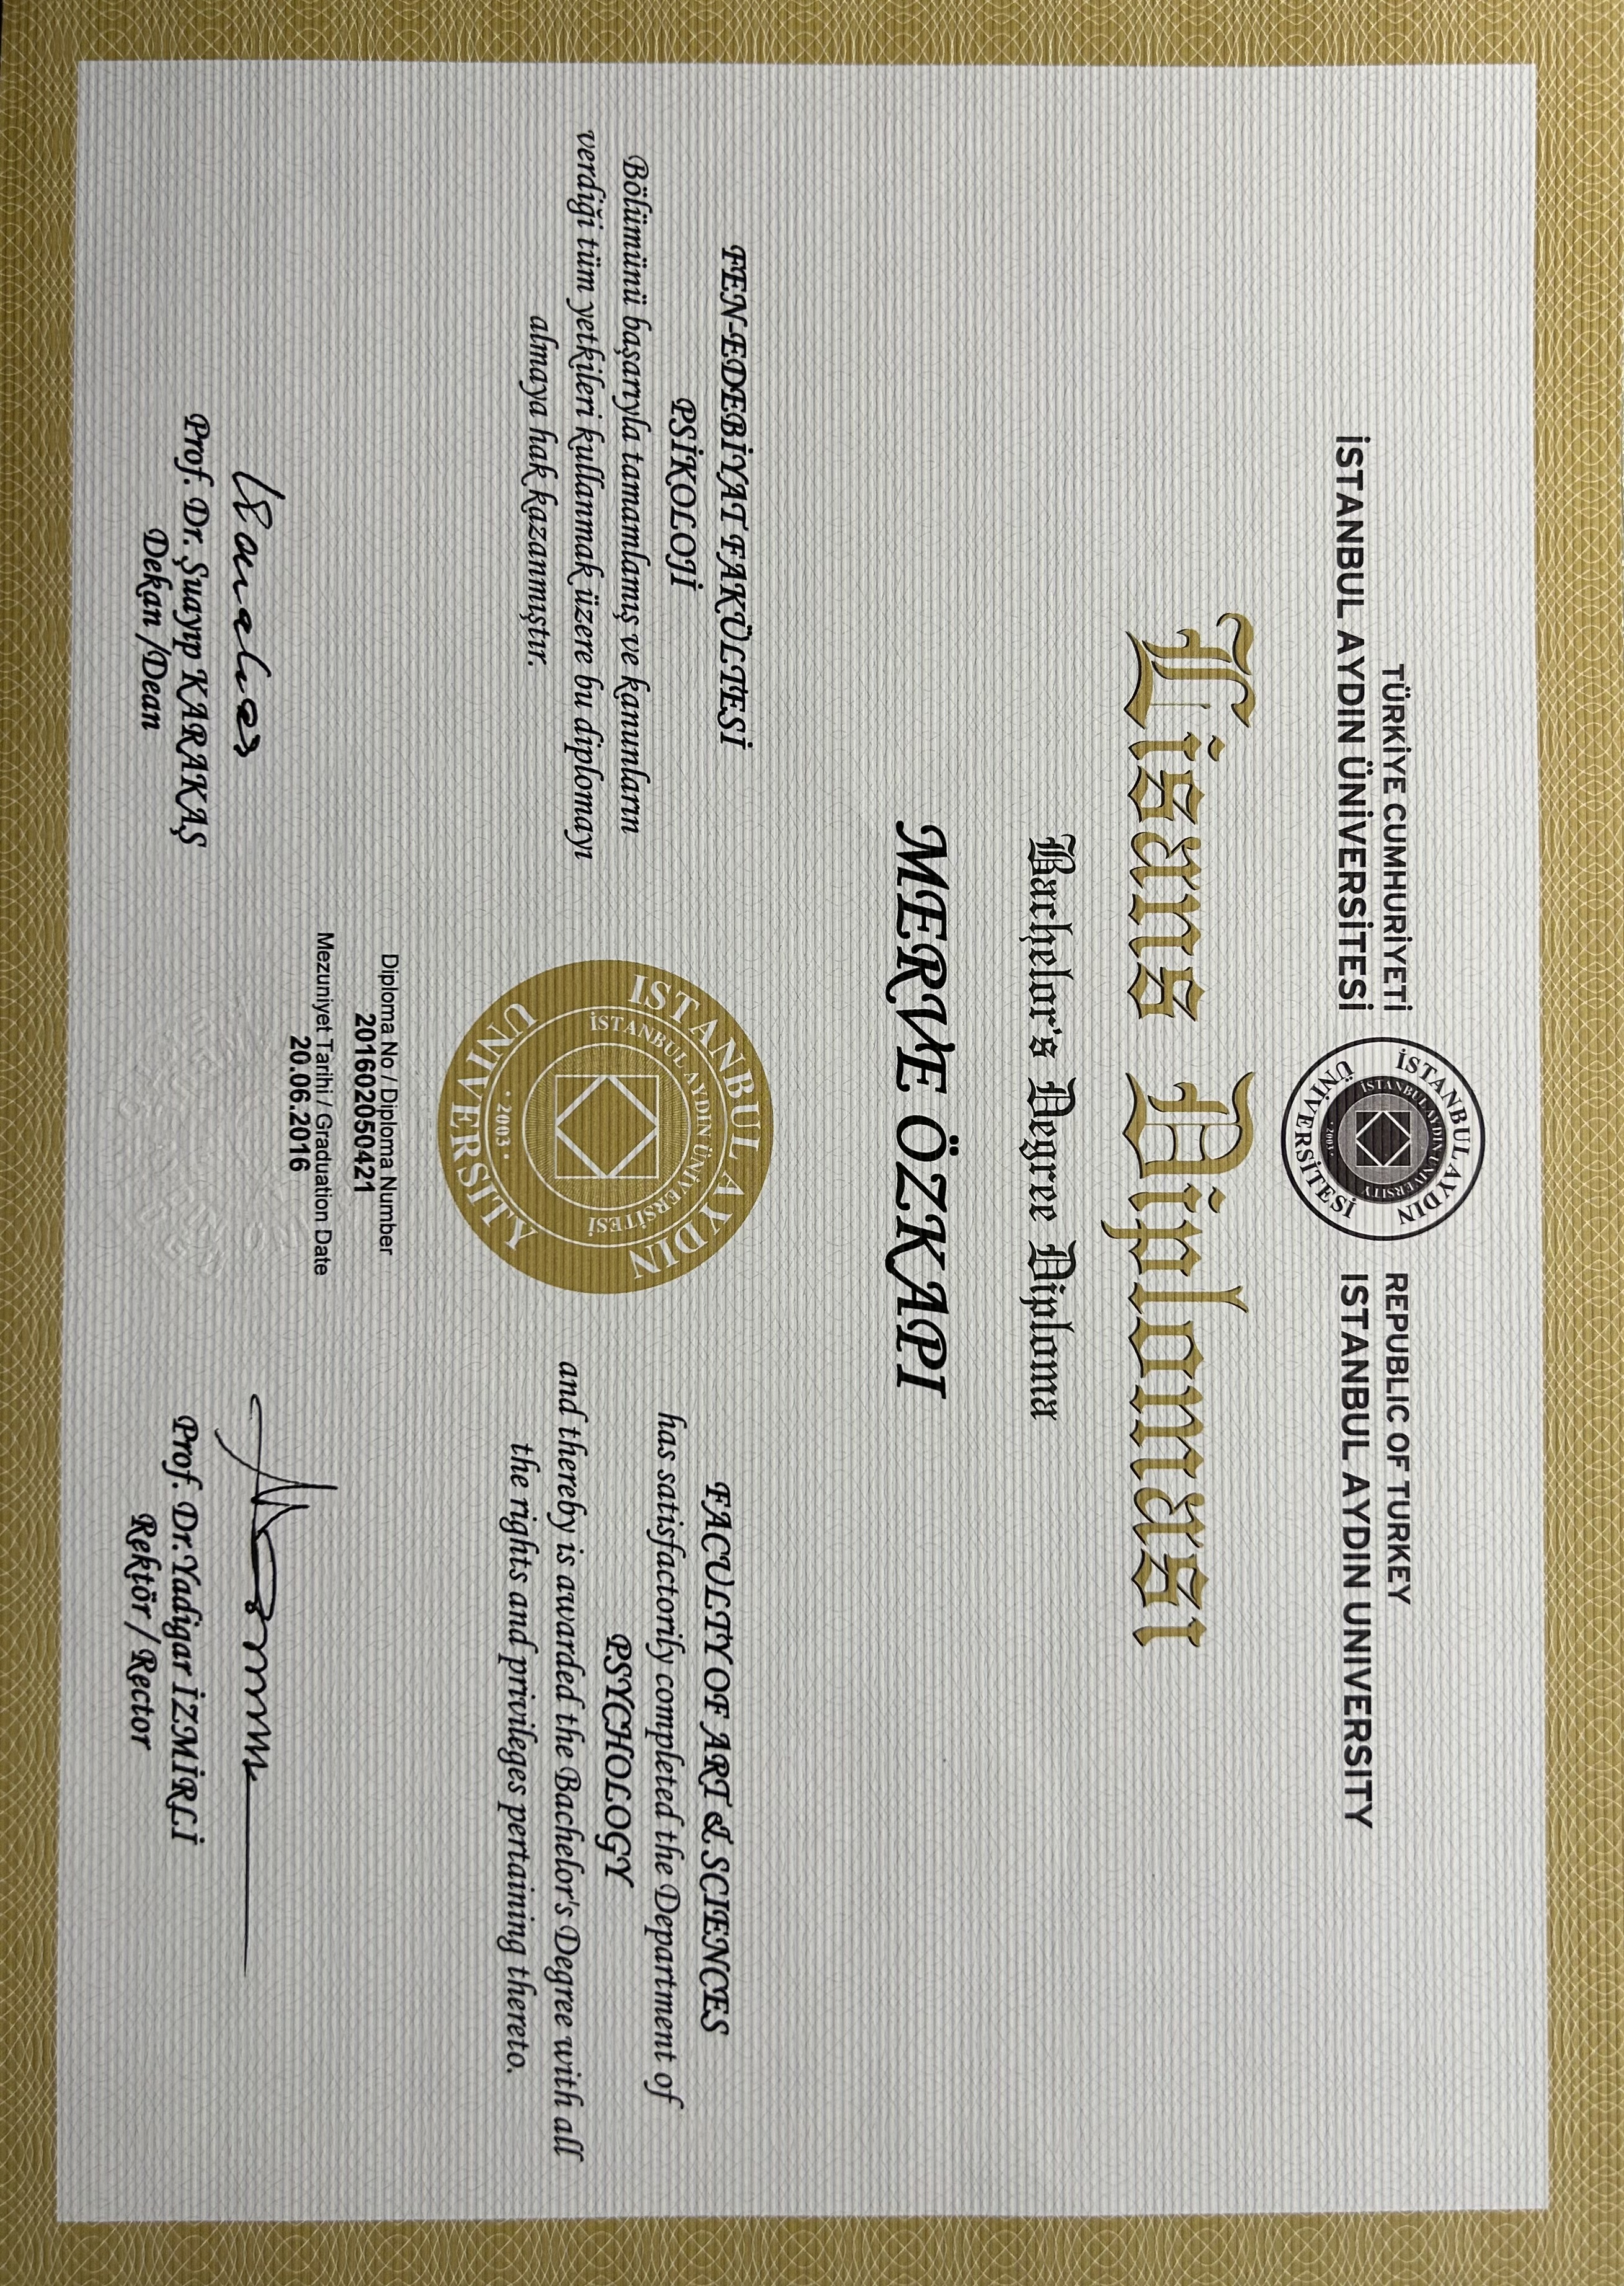 TÜRKİYE CUMHURİYETİ
İSTANBUL AYDIN ÜNİVERSİTESİ
İSTANBUL AYDIN ÜNİVERSİTESİ
ISTANBUL AYDIN UNIVERSITY
· 2003 ·
REPUBLIC OF TURKEY
ISTANBUL AYDIN UNIVERSITY
Lisans Diploması
Bachelor's Degree Diploma
MERVE ÖZKAPI
FEN-EDEBİYAT FAKÜLTESİ
PSİKOLOJİ
Bölümünü başarıyla tamamlamış ve kanunların
verdiği tüm yetkileri kullanmak üzere bu diplomayı
almaya hak kazanmıştır.
ISTANBUL AYDIN UNIVERSITY
İSTANBUL AYDIN ÜNİVERSİTESİ
· 2003 ·
FACULTY OF ART & SCIENCES
has satisfactorily completed the Department of
PSYCHOLOGY
and thereby is awarded the Bachelor's Degree with all
the rights and privileges pertaining thereto.
Diploma No / Diploma Number
201602050421
Mezuniyet Tarihi / Graduation Date
20.06.2016
Prof. Dr. Şuayıp KARAKAŞ
Dekan /Dean
Prof. Dr.Yadigar İZMİRLİ
Rektör / Rector